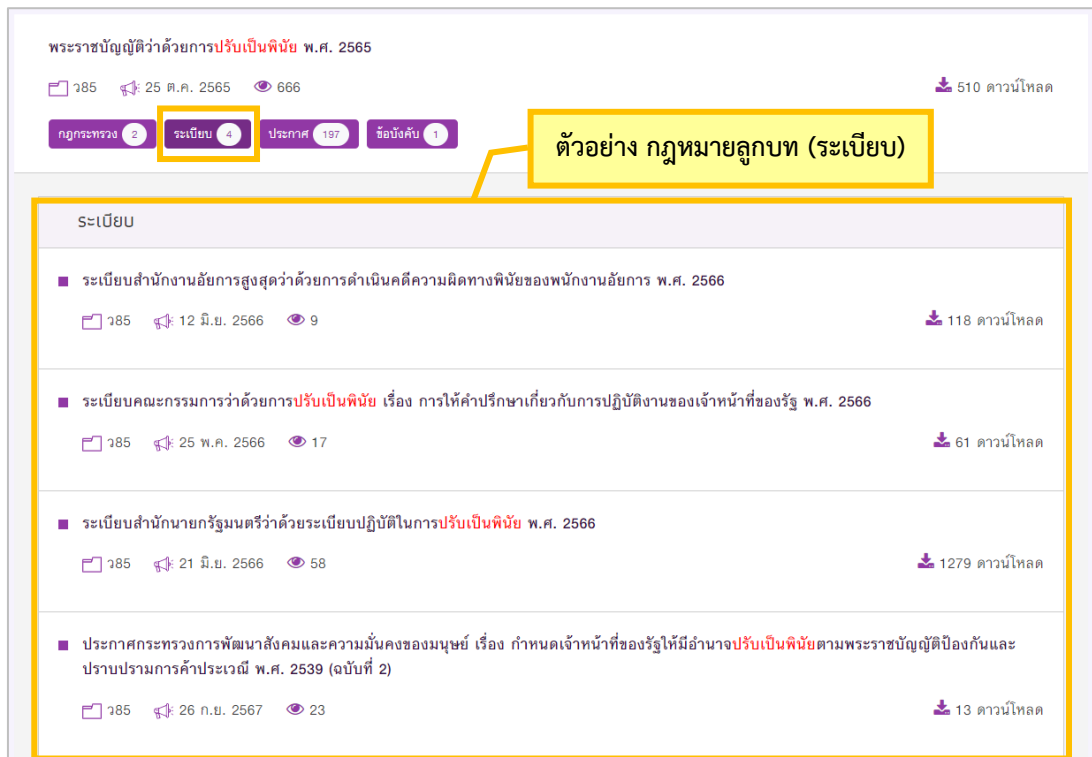 พระราชบัญญัติว่าด้วยการปรับเป็นพินัย พ.ศ. 2565
ว85 25 ต.ค. 2565 666 510 ดาวน์โหลด
กฎกระทรวง 2 ระเบียบ 4 ประกาศ 197 ข้อบังคับ 1
ตัวอย่าง กฎหมายลูกบท (ระเบียบ)
ระเบียบ
ระเบียบสำนักงานอัยการสูงสุดว่าด้วยการดำเนินคดีความผิดทางพินัยของพนักงานอัยการ พ.ศ. 2566
ว85 12 มิ.ย. 2566 9 118 ดาวน์โหลด
ระเบียบคณะกรรมการว่าด้วยการปรับเป็นพินัย เรื่อง การให้คำปรึกษาเกี่ยวกับการปฏิบัติงานของเจ้าหน้าที่ของรัฐ พ.ศ. 2566
ว85 25 พ.ค. 2566 17 61 ดาวน์โหลด
ระเบียบสำนักนายกรัฐมนตรีว่าด้วยระเบียบปฏิบัติในการปรับเป็นพินัย พ.ศ. 2566
ว85 21 มิ.ย. 2566 58 1279 ดาวน์โหลด
ประกาศกระทรวงการพัฒนาสังคมและความมั่นคงของมนุษย์ เรื่อง กำหนดเจ้าหน้าที่ของรัฐให้มีอำนาจปรับเป็นพินัยตามพระราชบัญญัติป้องกันและ
ปราบปรามการค้าประเวณี พ.ศ. 2539 (ฉบับที่ 2)
ว85 26 ก.ย. 2567 23 13 ดาวน์โหลด